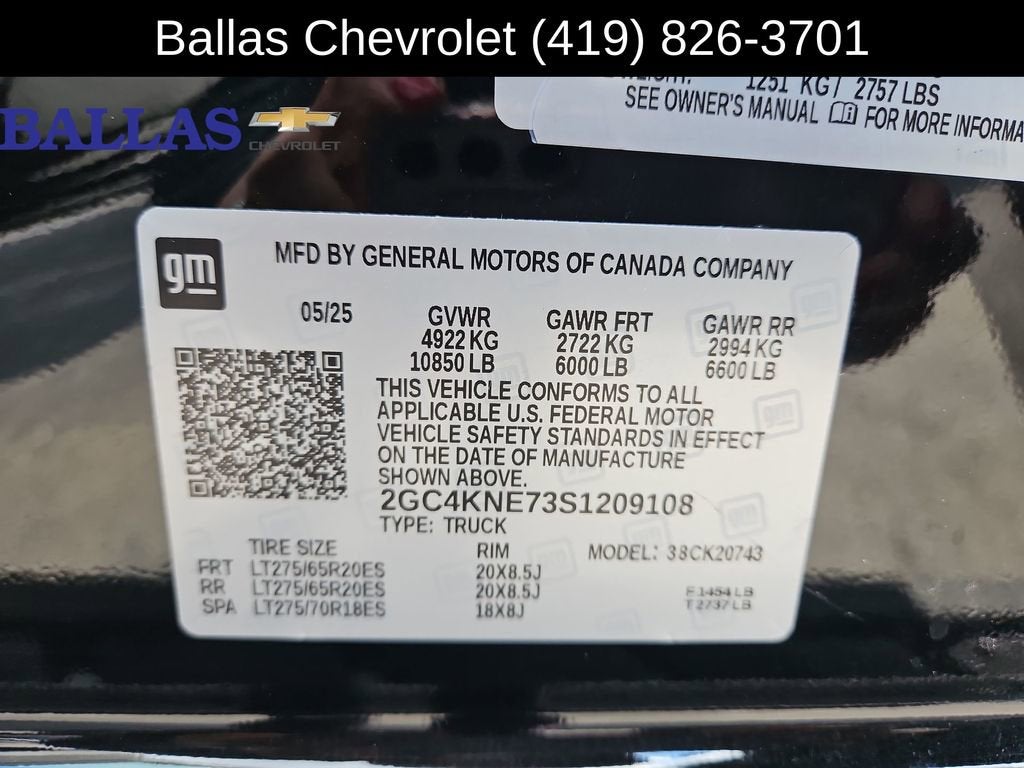 Ballas Chevrolet (419) 826-3701
1251 KG / 2757 LBS
SEE OWNER'S MANUAL FOR MORE INFORMA
BALLAS
CHEVROLET
gm
MFD BY GENERAL MOTORS OF CANADA COMPANY
05/25 GVWR GAWR FRT GAWR RR
4922 KG 2722 KG 2994 KG
10850 LB 6000 LB 6600 LB
THIS VEHICLE CONFORMS TO ALL
APPLICABLE U.S. FEDERAL MOTOR
VEHICLE SAFETY STANDARDS IN EFFECT
ON THE DATE OF MANUFACTURE
SHOWN ABOVE.
2GC4KNE73S1209108
TYPE: TRUCK
TIRE SIZE RIM MODEL: 38CK20743
FRT LT275/65R20ES 20X8.5J
RR LT275/65R20ES 20X8.5J F 1454 LB
SPA LT275/70R18ES 18X8J T 2737 LB